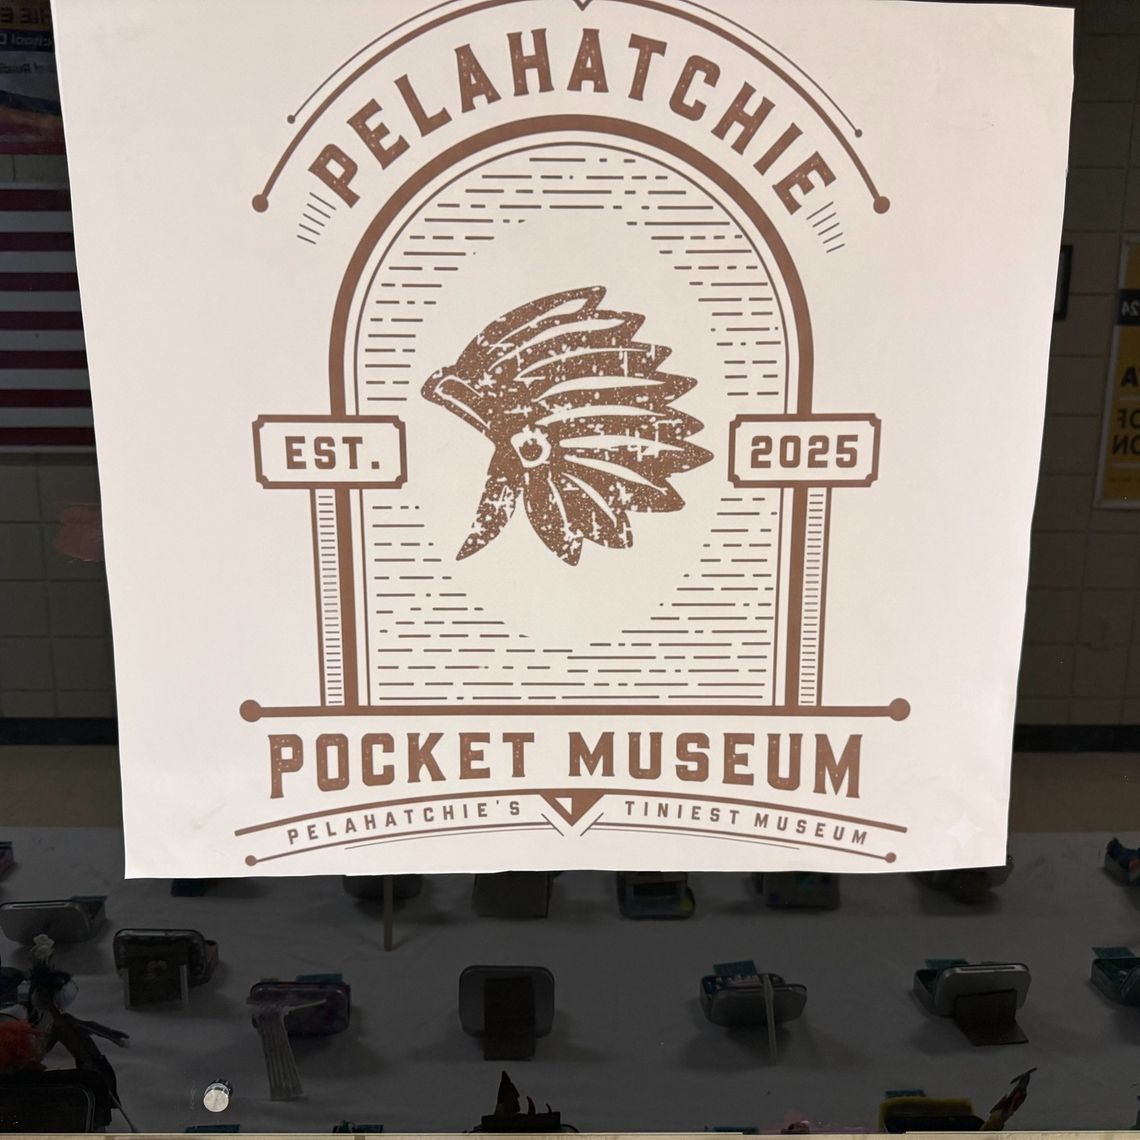 PELAHATCHIE
EST.
2025
POCKET MUSEUM
PELAHATCHIE'S TINIEST MUSEUM